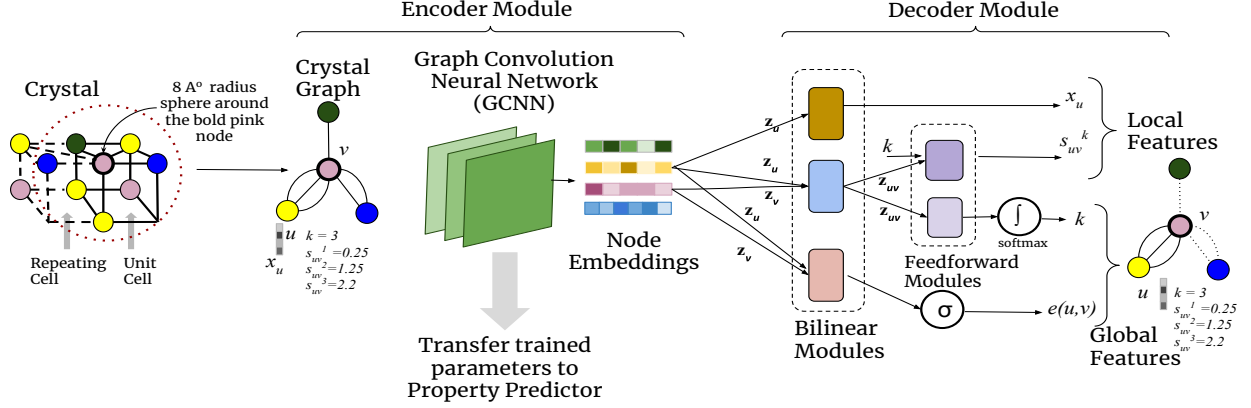 Encoder Module
Decoder Module
Crystal
8 Aº radius
sphere around
the bold pink
node
Repeating
Cell
Unit
Cell
Crystal
Graph
v
u
x_u
k = 3
s_uv^1 =0.25
s_uv^2=1.25
s_uv^3=2.2
Graph Convolution
Neural Network
(GCNN)
Node
Embeddings
Transfer trained
parameters to
Property Predictor
z_u
z_u
z_v
z_u
z_v
Bilinear
Modules
k
z_uv
z_uv
Feedforward
Modules
∫
softmax
σ
x_u
s_uv^k
k
e(u,v)
Local
Features
Global
Features
v
u
k = 3
s_uv^1 =0.25
s_uv^2=1.25
s_uv^3=2.2